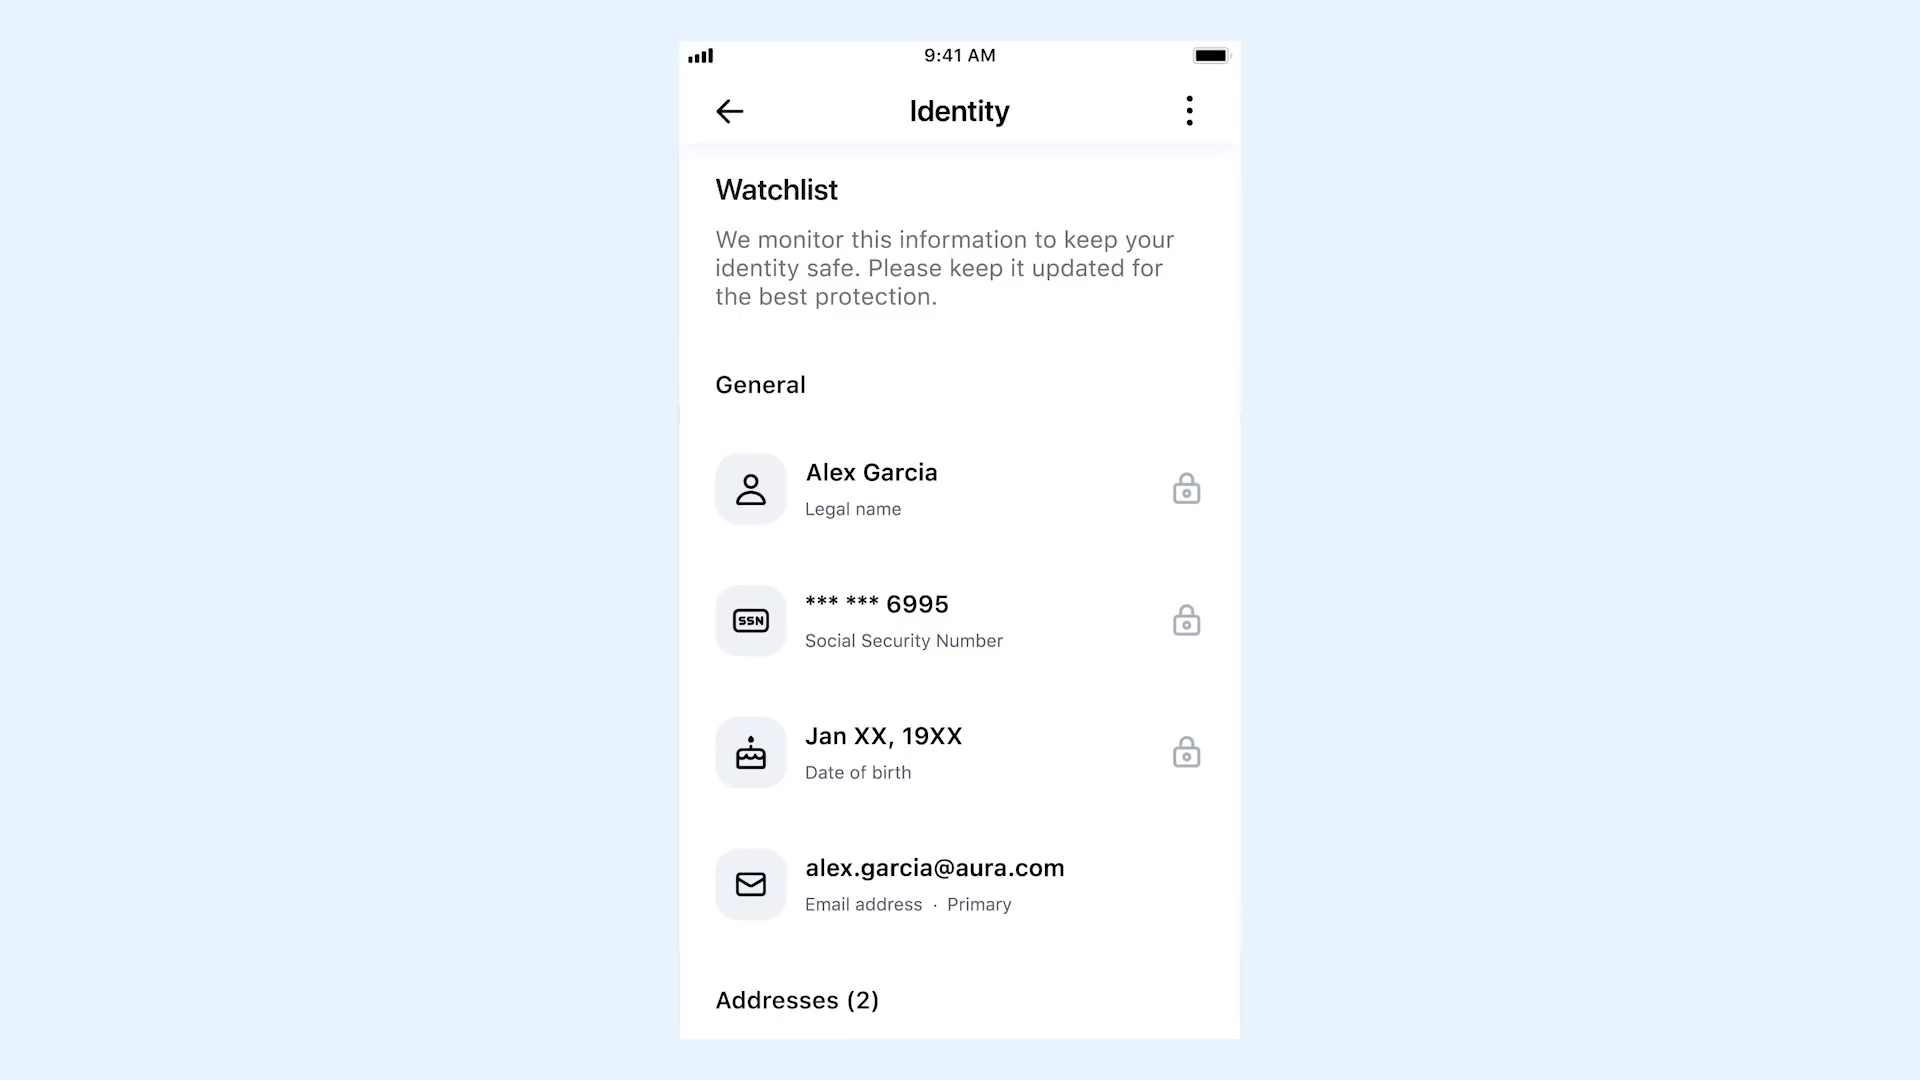 9:41 AM
Identity
Watchlist
We monitor this information to keep your
identity safe. Please keep it updated for
the best protection.
General
Alex Garcia
Legal name
SSN
*** *** 6995
Social Security Number
Jan XX, 19XX
Date of birth
alex.garcia@aura.com
Email address · Primary
Addresses (2)